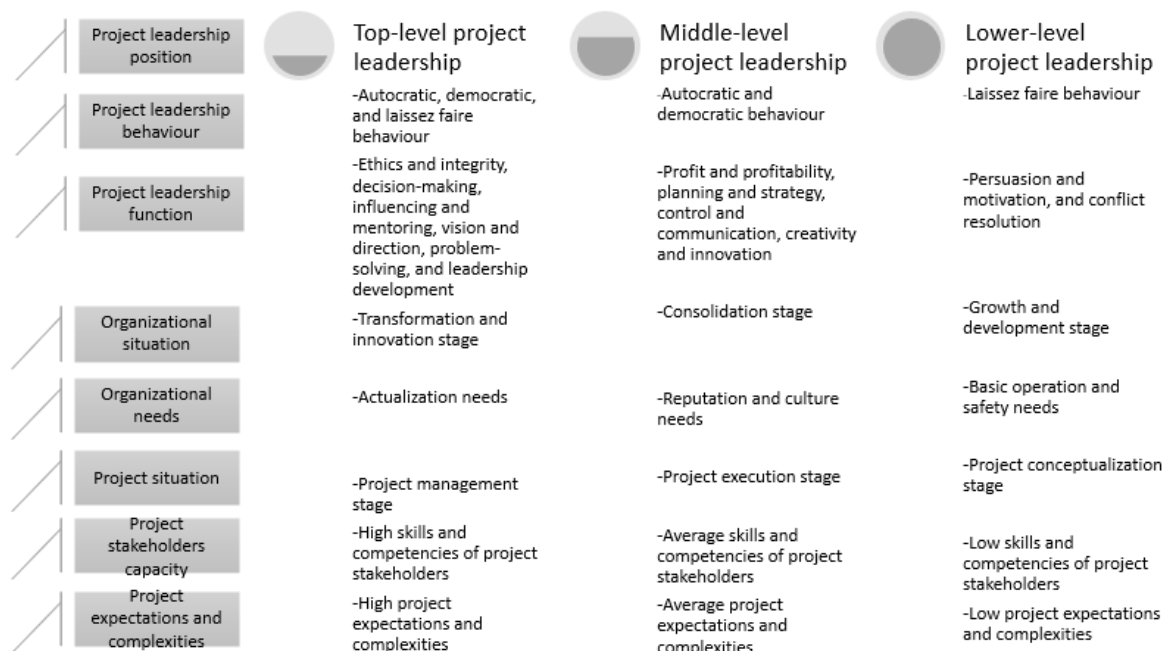 Project leadership
position
Top-level project
leadership
Middle-level
project leadership
Lower-level
project leadership
Project leadership
behaviour
-Autocratic, democratic,
and laissez faire
behaviour
-Autocratic and
democratic behaviour
-Laissez faire behaviour
Project leadership
function
-Ethics and integrity,
decision-making,
influencing and
mentoring, vision and
direction, problem-
solving, and leadership
development
-Profit and profitability,
planning and strategy,
control and
communication, creativity
and innovation
-Persuasion and
motivation, and conflict
resolution
Organizational
situation
-Transformation and
innovation stage
-Consolidation stage
-Growth and
development stage
Organizational
needs
-Actualization needs
-Reputation and culture
needs
-Basic operation and
safety needs
Project situation
-Project management
stage
-Project execution stage
-Project conceptualization
stage
Project
stakeholders
capacity
-High skills and
competencies of project
stakeholders
-Average skills and
competencies of project
stakeholders
-Low skills and
competencies of project
stakeholders
Project
expectations and
complexities
-High project
expectations and
complexities
-Average project
expectations and
complexities
-Low project expectations
and complexities